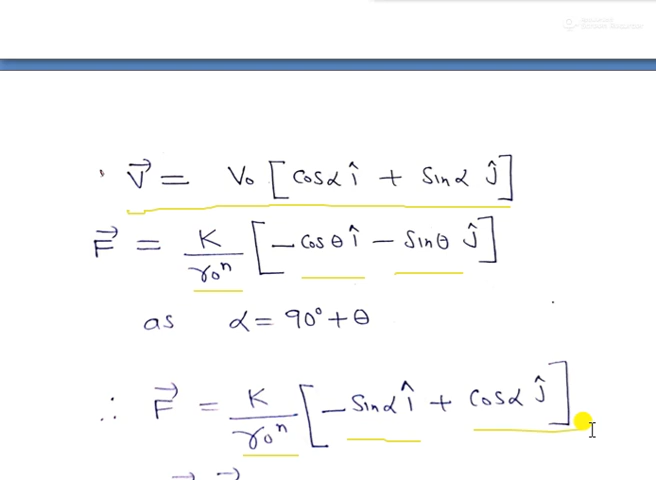 V⃗ = V₀ [cosα î + sinα ĵ]
F⃗ = K/r₀ⁿ [−cosθ î − sinθ ĵ]
as α = 90° + θ
∴ F⃗ = K/r₀ⁿ [−sinα î + cosα ĵ]